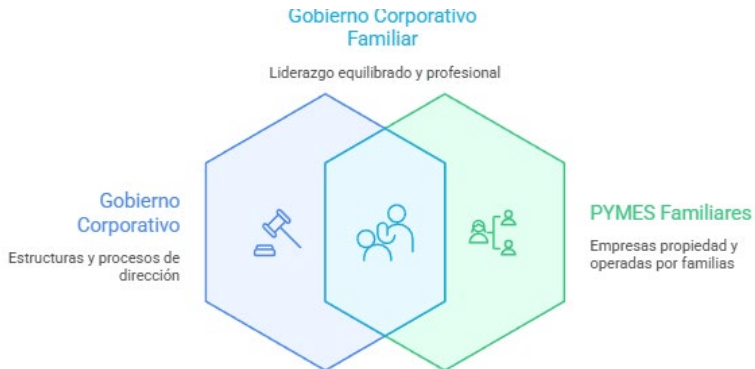 Gobierno Corporativo
Familiar
Liderazgo equilibrado y profesional
Gobierno
Corporativo
Estructuras y procesos de
dirección
PYMES Familiares
Empresas propiedad y
operadas por familias